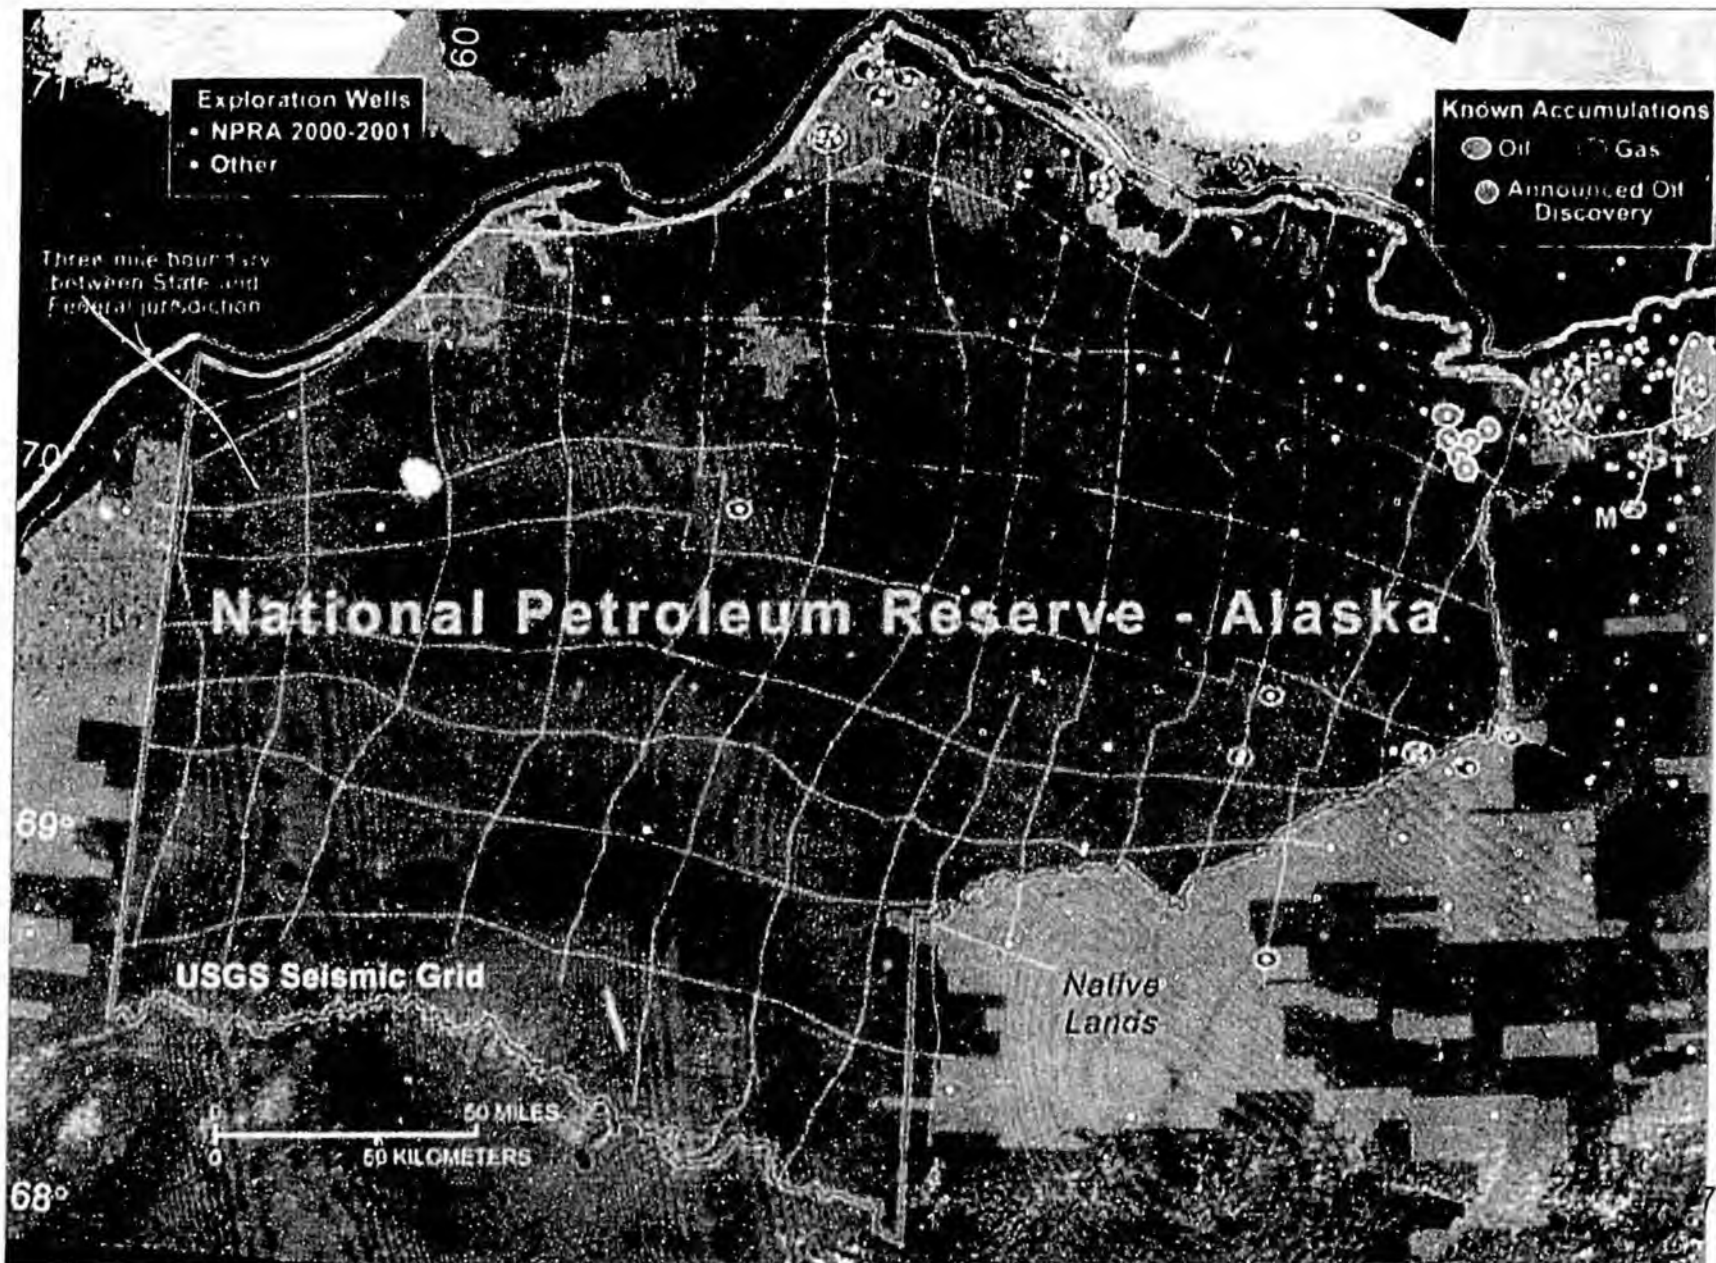 60
71°
Exploration Wells
• NPRA 2000-2001
• Other
Known Accumulations
Oil Gas
Announced Oil
Discovery
Three mile boundary
between State and
Federal jurisdiction
F
K
A
N
70
T
M
National Petroleum Reserve - Alaska
69°
USGS Seismic Grid
Native
Lands
0 50 MILES
0 50 KILOMETERS
68°
7